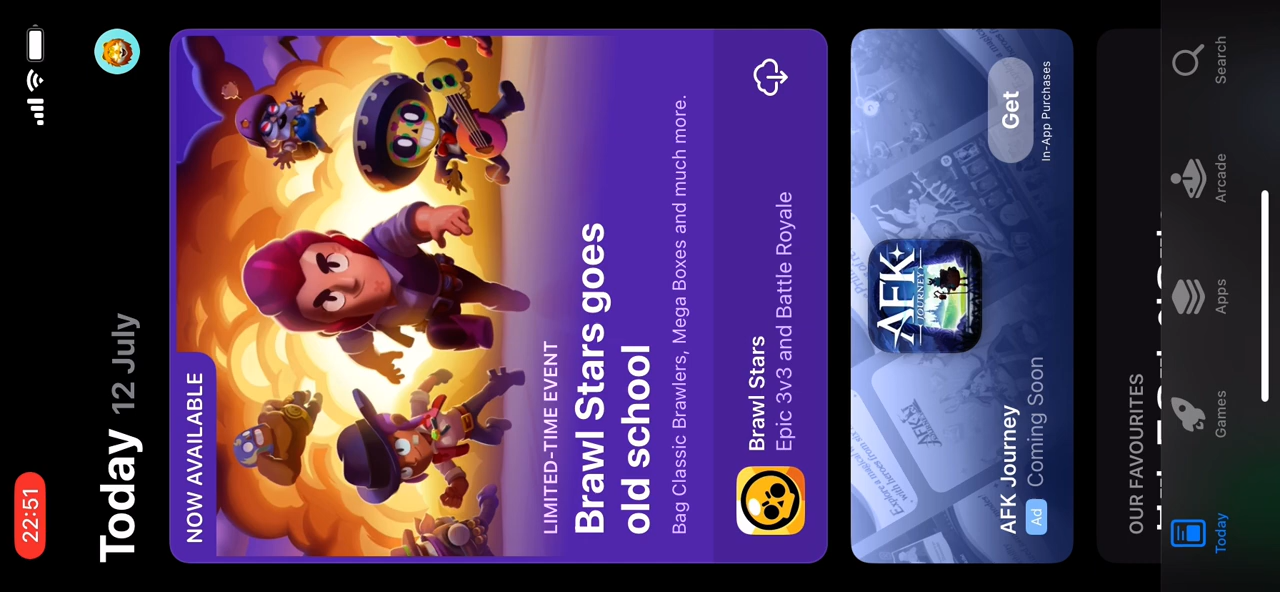 22:51
Today 12 July
NOW AVAILABLE
LIMITED-TIME EVENT
Brawl Stars goes
old school
Bag Classic Brawlers, Mega Boxes and much more.
Brawl Stars
Epic 3v3 and Battle Royale
AFK
JOURNEY
AFK Journey
Ad Coming Soon
Get
In-App Purchases
OUR FAVOURITES
Today
Games
Apps
Arcade
Search